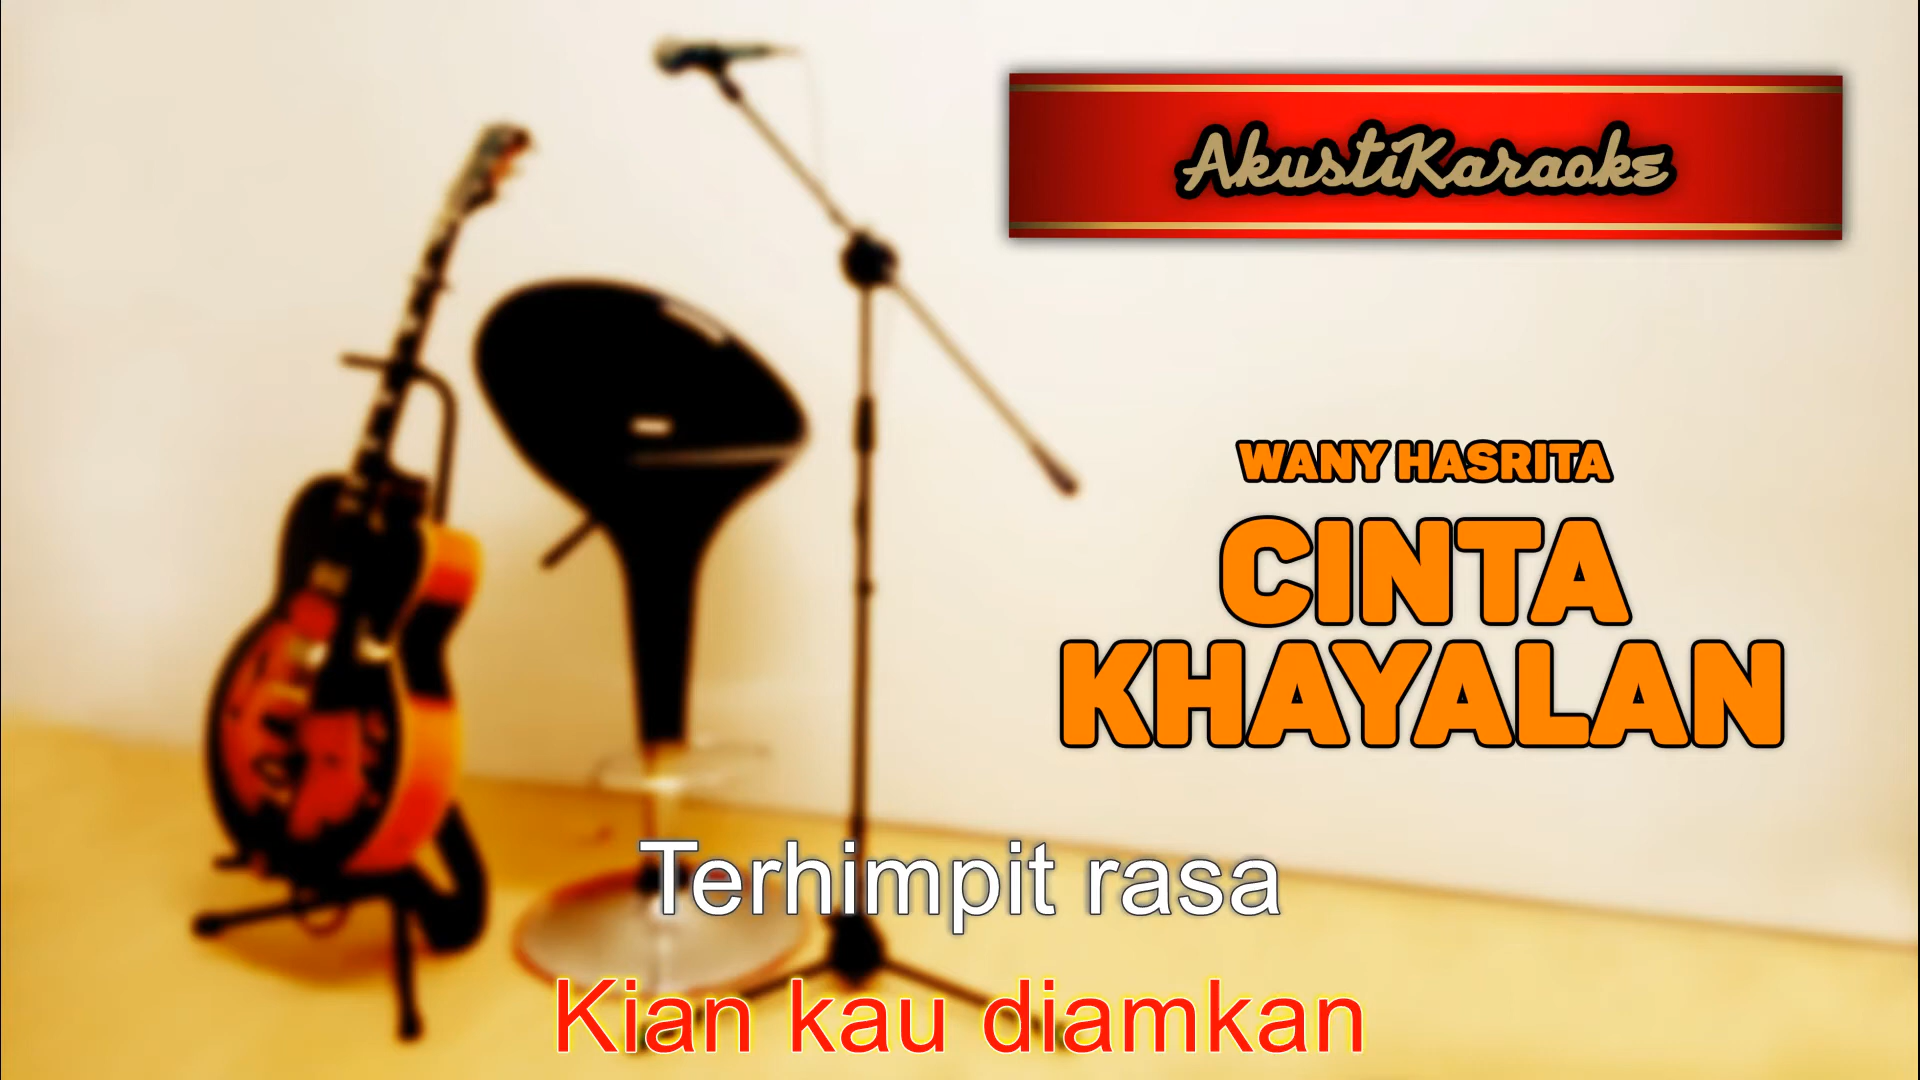 AkustiKaraoke
WANY HASRITA
CINTA
KHAYALAN
Terhimpit rasa
Kian kau diamkan